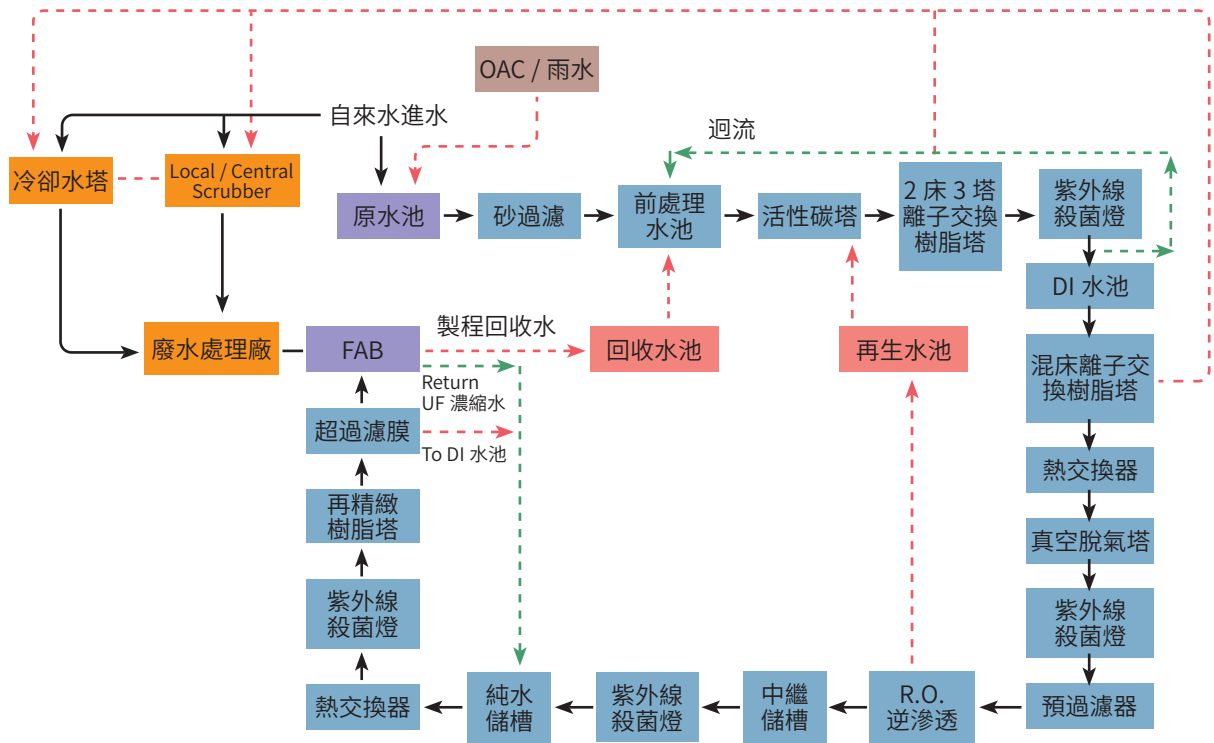 OAC / 雨水
自來水進水
迴流
冷卻水塔
Local / Central
Scrubber
原水池
砂過濾
前處理
水池
活性碳塔
2 床 3 塔
離子交換
樹脂塔
紫外線
殺菌燈
DI 水池
廢水處理廠
FAB
製程回收水
回收水池
再生水池
混床離子交
換樹脂塔
Return
UF 濃縮水
超過濾膜
To DI 水池
熱交換器
再精緻
樹脂塔
真空脫氣塔
紫外線
殺菌燈
紫外線
殺菌燈
熱交換器
純水
儲槽
紫外線
殺菌燈
中繼
儲槽
R.O.
逆滲透
預過濾器